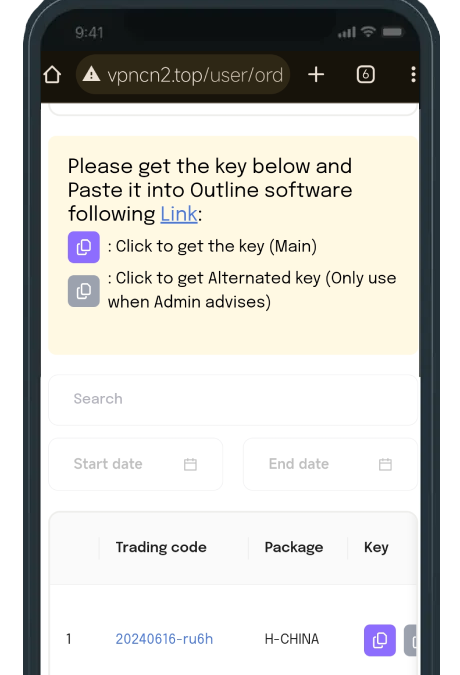 9:41
vpncn2.top/user/ord
6
Please get the key below and
Paste it into Outline software
following Link:
: Click to get the key (Main)
: Click to get Alternated key (Only use
when Admin advises)
Search
Start date
End date
Trading code
Package
Key
1
20240616-ru6h
H-CHINA